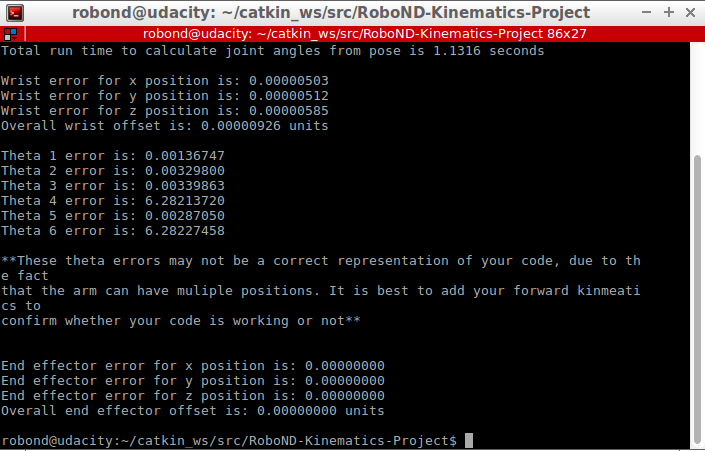 robond@udacity: ~/catkin_ws/src/RoboND-Kinematics-Project
robond@udacity: ~/catkin_ws/src/RoboND-Kinematics-Project 86x27
Total run time to calculate joint angles from pose is 1.1316 seconds
Wrist error for x position is: 0.00000503
Wrist error for y position is: 0.00000512
Wrist error for z position is: 0.00000585
Overall wrist offset is: 0.00000926 units
Theta 1 error is: 0.00136747
Theta 2 error is: 0.00329800
Theta 3 error is: 0.00339863
Theta 4 error is: 6.28213720
Theta 5 error is: 0.00287050
Theta 6 error is: 6.28227458
**These theta errors may not be a correct representation of your code, due to th
e fact
that the arm can have muliple positions. It is best to add your forward kinmeati
cs to
confirm whether your code is working or not**
End effector error for x position is: 0.00000000
End effector error for y position is: 0.00000000
End effector error for z position is: 0.00000000
Overall end effector offset is: 0.00000000 units
robond@udacity:~/catkin_ws/src/RoboND-Kinematics-Project$